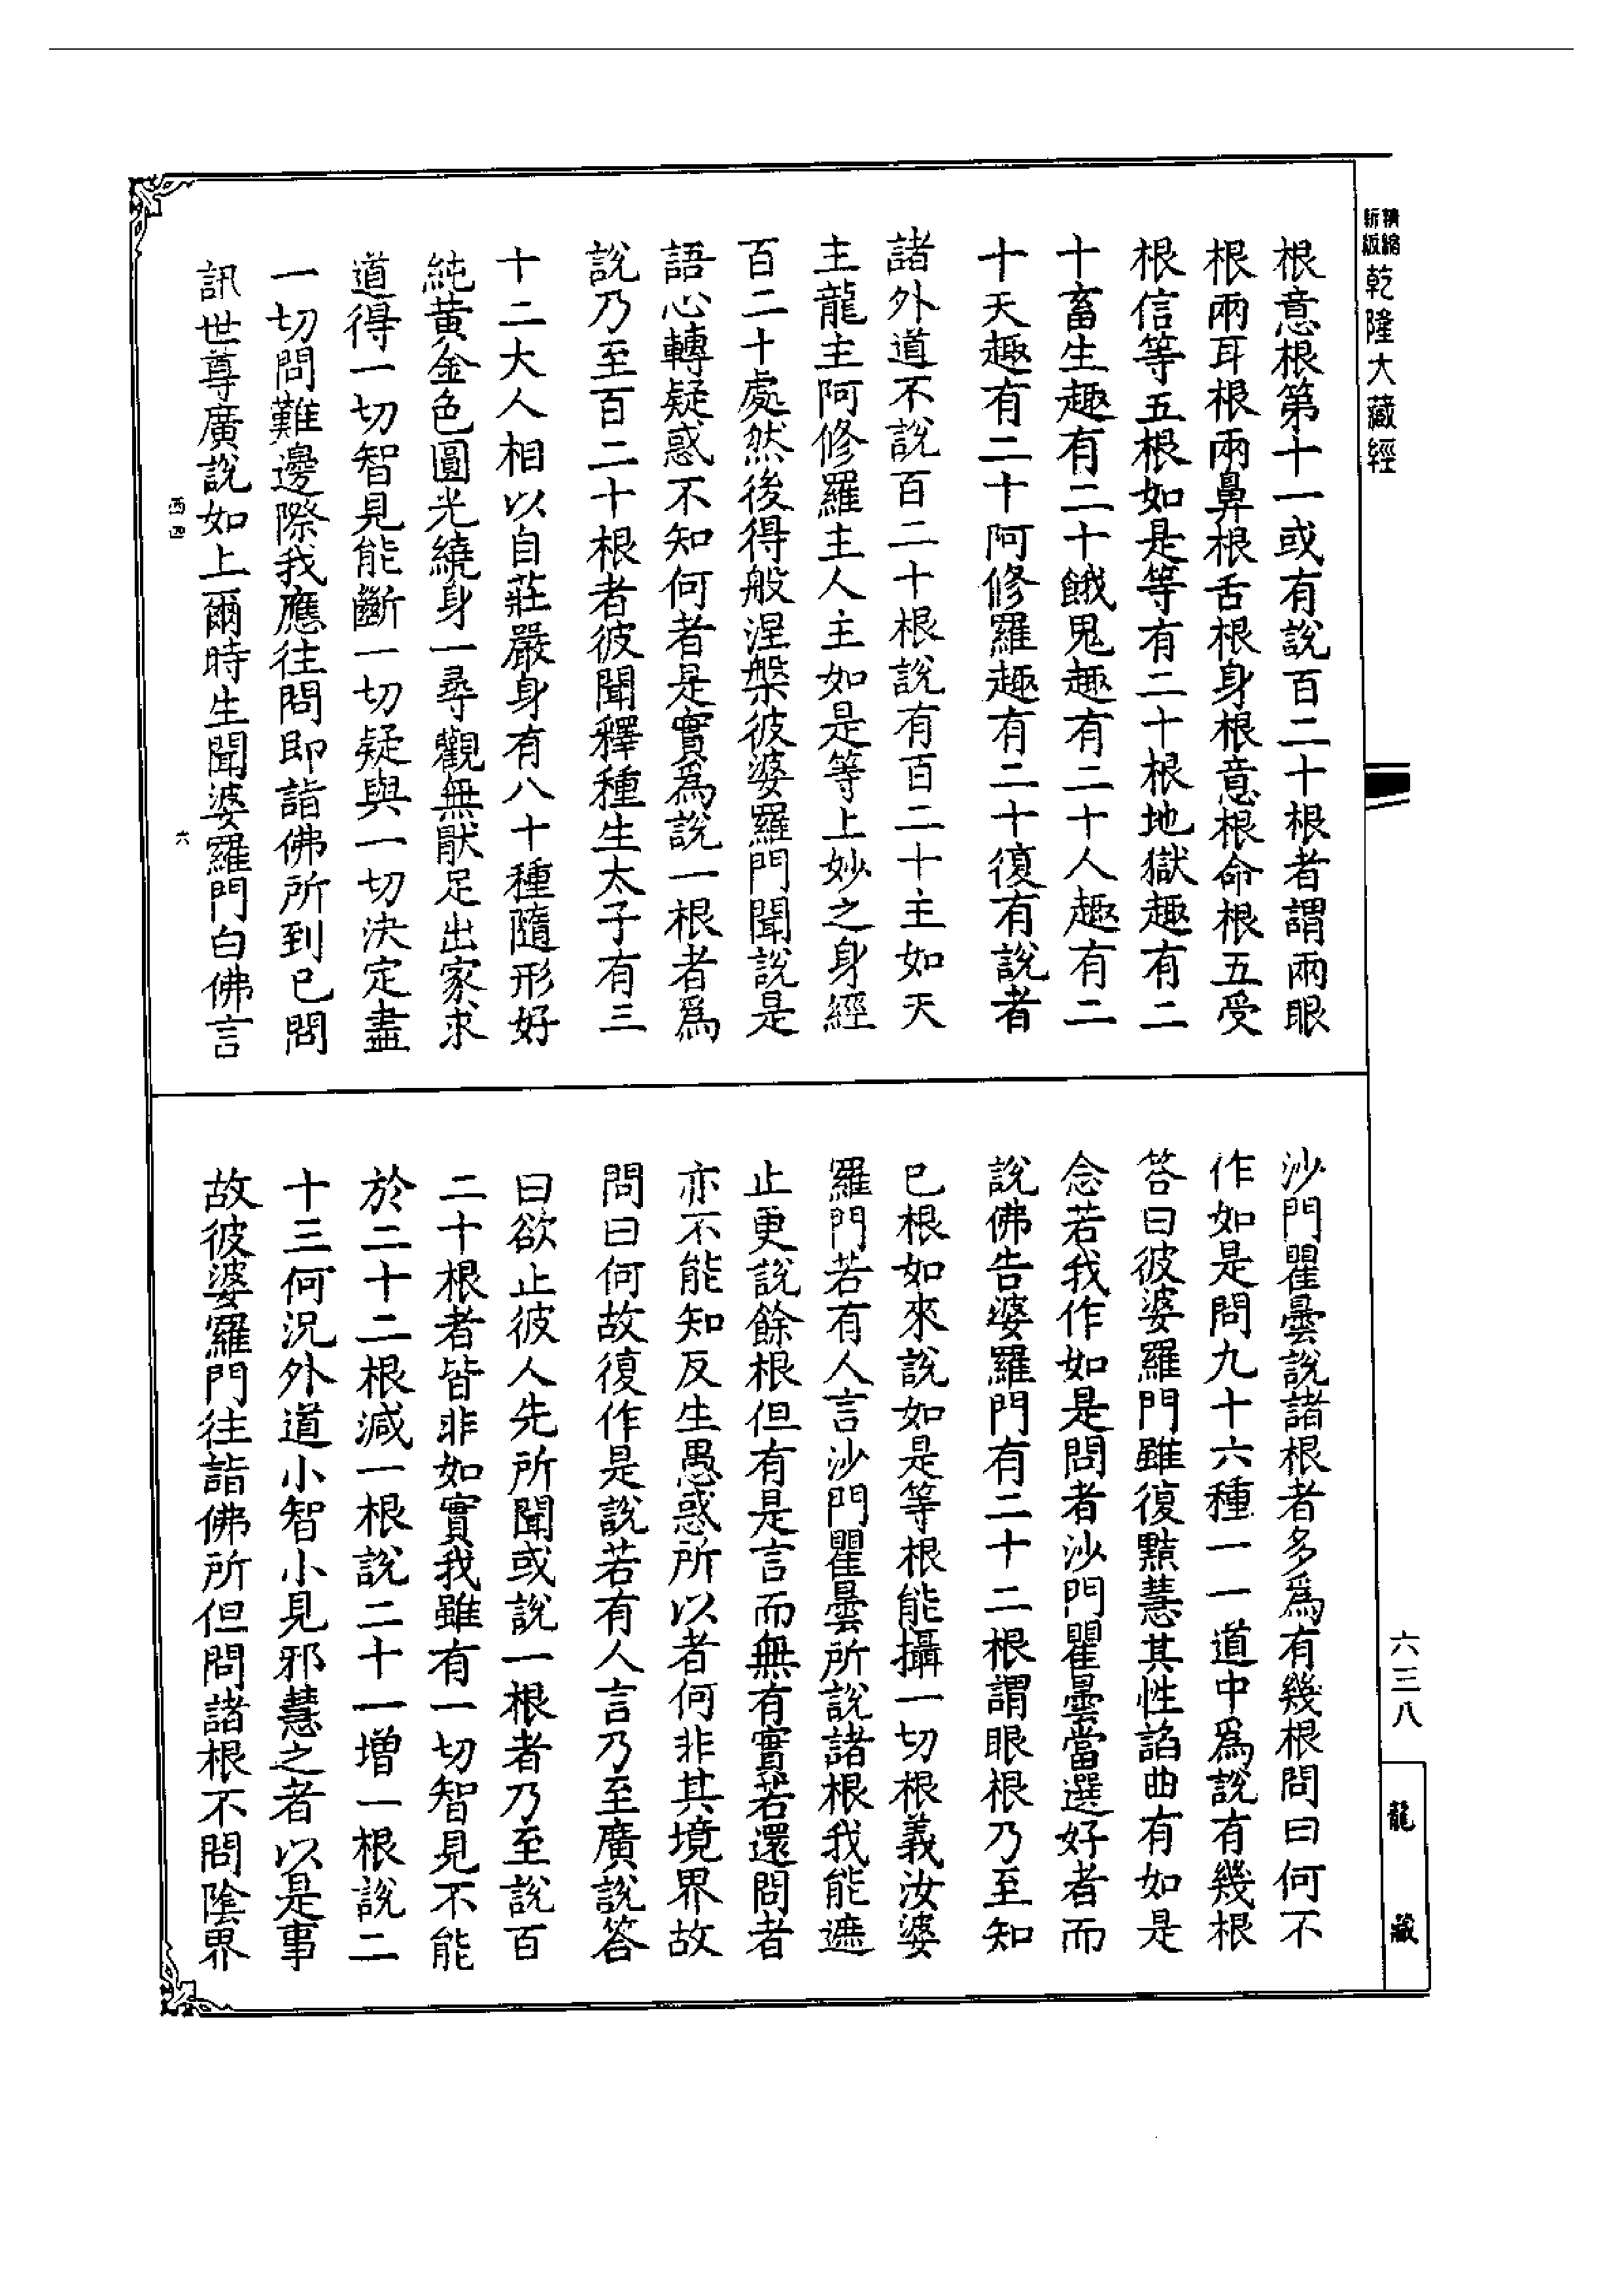 精縮
新版
乾隆大藏經
根意根第十一或有說百二十根者謂兩眼
根兩耳根兩鼻根舌根身根意根命根五受
根信等五根如是等有二十根地獄趣有二
十畜生趣有二十餓鬼趣有二十人趣有二
十天趣有二十阿修羅趣有二十復有說者
諸外道不說百二十根說有百二十主如天
主龍主阿修羅主人主如是等上妙之身經
百二十處然後得般涅槃彼婆羅門聞說是
語心轉疑惑不知何者是實為說一根者為
說乃至百二十根者彼聞釋種生太子有三
十二大人相以自莊嚴身有八十種隨形好
純黃金色圓光繞身一尋觀無厭足出家求
道得一切智見能斷一切疑與一切決定盡
一切問難邊際我應往問即詣佛所到已問
訊世尊廣說如上爾時生聞婆羅門白佛言
西四
六
沙門瞿曇說諸根者多為有幾根問曰何不
作如是問九十六種一一道中為說有幾根
答曰彼婆羅門雖復黠慧其性諂曲有如是
念若我作如是問者沙門瞿曇當選好者而
說佛告婆羅門有二十二根謂眼根乃至知
已根如來說如是等根能攝一切根義汝婆
羅門若有人言沙門瞿曇所說諸根我能遮
止更說餘根但有是言而無有實若還問者
亦不能知反生愚惑所以者何非其境界故
問曰何故復作是說若有人言乃至廣說答
曰欲止彼人先所聞或說一根者乃至說百
二十根者皆非如實我雖有一切智見不能
於二十二根減一根說二十一增一根說二
十三何況外道小智小見邪慧之者以是事
故彼婆羅門往詣佛所但問諸根不問陰界
六三八
龍藏